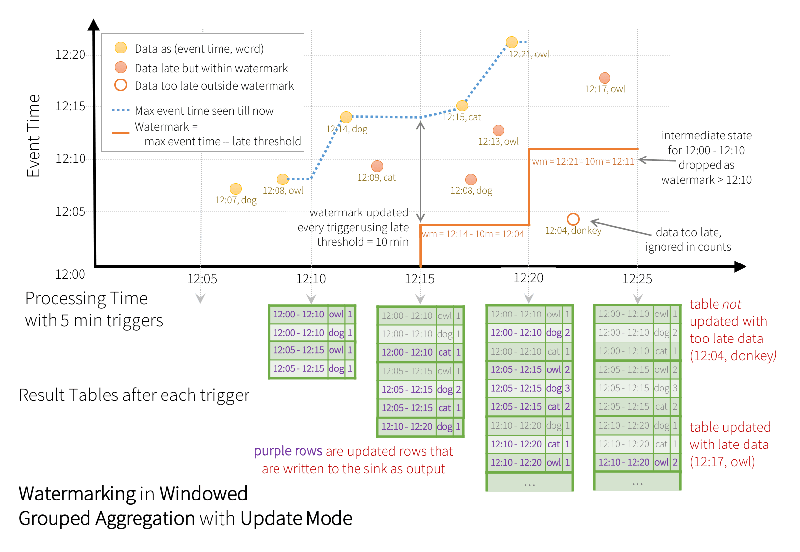 12:20
12:15
12:10
12:05
12:00
Event Time
Data as (event time, word)
Data late but within watermark
Data too late outside watermark
Max event time seen till now
Watermark =
max event time - late threshold
12:07, dog
12:08, owl
12:14, dog
12:09, cat
12:15, cat
12:21, owl
12:13, owl
12:08, dog
12:17, owl
12:04, donkey
watermark updated
every trigger using late
threshold = 10 min
wm = 12:14 - 10m = 12:04
wm = 12:21 - 10m = 12:11
intermediate state
for 12:00 - 12:10
dropped as
watermark > 12:10
data too late,
ignored in counts
12:05
12:10
12:15
12:20
12:25
Processing Time
with 5 min triggers
Result Tables after each trigger
12:00 - 12:10 owl 1
12:00 - 12:10 dog 1
12:05 - 12:15 owl 1
12:05 - 12:15 dog 1
12:00 - 12:10 owl 1
12:00 - 12:10 dog 1
12:00 - 12:10 cat 1
12:05 - 12:15 owl 1
12:05 - 12:15 dog 2
12:05 - 12:15 cat 1
12:10 - 12:20 dog 1
12:00 - 12:10 owl 1
12:00 - 12:10 dog 2
12:00 - 12:10 cat 1
12:05 - 12:15 owl 2
12:05 - 12:15 dog 3
12:05 - 12:15 cat 2
12:10 - 12:20 dog 1
12:10 - 12:20 cat 1
12:10 - 12:20 owl 1
...
12:00 - 12:10 owl 1
12:00 - 12:10 dog 2
12:00 - 12:10 cat 1
12:05 - 12:15 owl 2
12:05 - 12:15 dog 3
12:05 - 12:15 cat 2
12:10 - 12:20 dog 1
12:10 - 12:20 cat 1
12:10 - 12:20 owl 2
...
table not
updated with
too late data
(12:04, donkey)
table updated
with late data
(12:17, owl)
purple rows are updated rows that
are written to the sink as output
Watermarking in Windowed
Grouped Aggregation with Update Mode